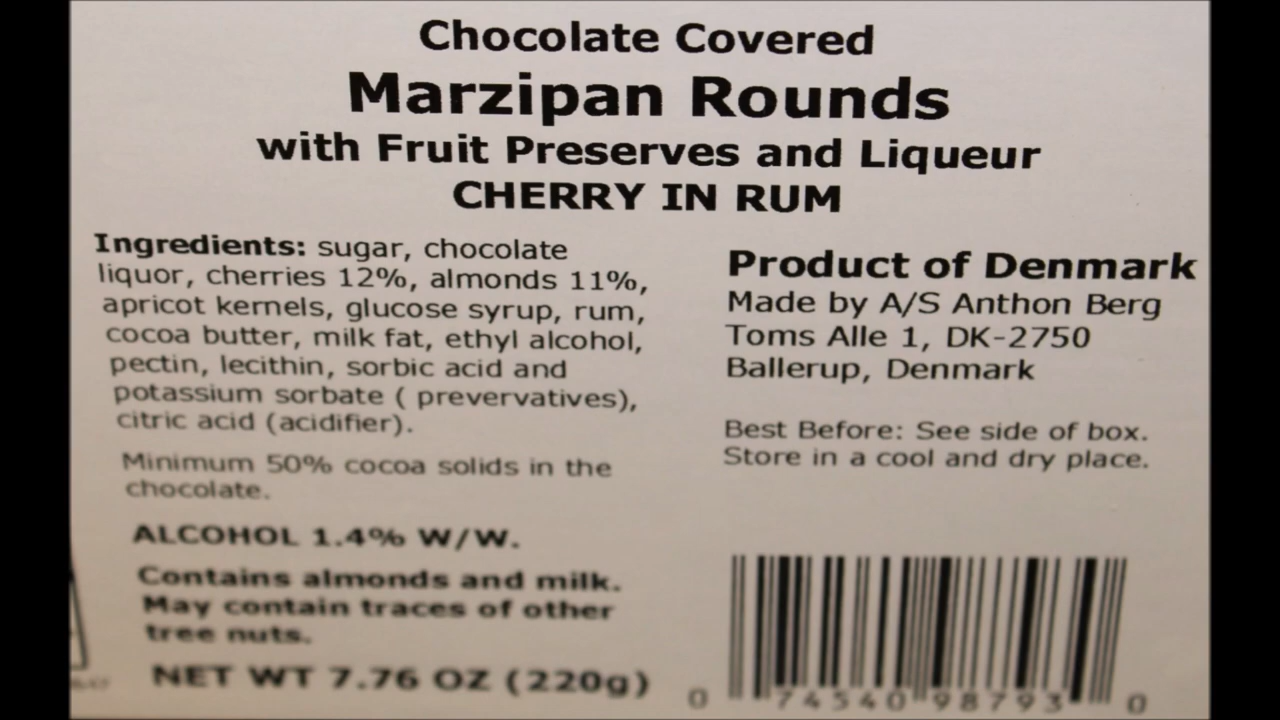 Chocolate Covered
Marzipan Rounds
with Fruit Preserves and Liqueur
CHERRY IN RUM
Ingredients: sugar, chocolate
liquor, cherries 12%, almonds 11%,
apricot kernels, glucose syrup, rum,
cocoa butter, milk fat, ethyl alcohol,
pectin, lecithin, sorbic acid and
potassium sorbate ( prevervatives),
citric acid (acidifier).
Minimum 50% cocoa solids in the
chocolate.
ALCOHOL 1.4% W/W.
Contains almonds and milk.
May contain traces of other
tree nuts.
NET WT 7.76 OZ (220g)
Product of Denmark
Made by A/S Anthon Berg
Toms Alle 1, DK-2750
Ballerup, Denmark
Best Before: See side of box.
Store in a cool and dry place.
0 74540 98793 0